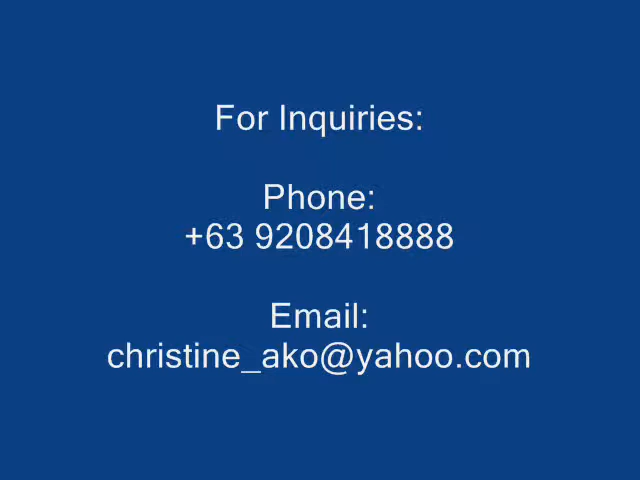 For Inquiries:
Phone:
+63 9208418888
Email:
christine_ako@yahoo.com